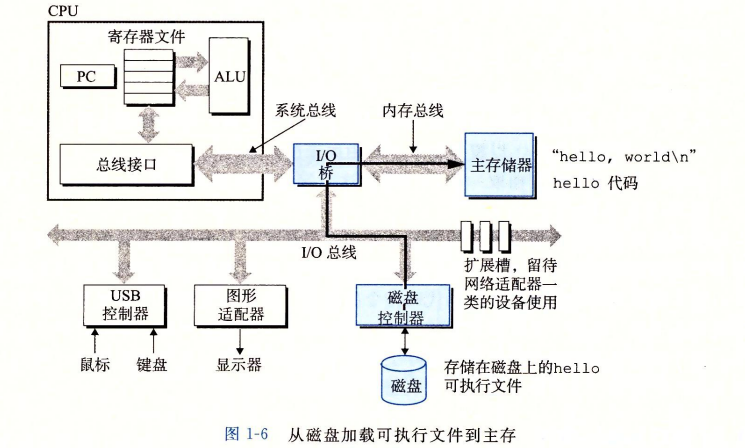 CPU
寄存器文件
PC
ALU
系统总线
内存总线
总线接口
I/O
桥
主存储器
“hello, world\n”
hello 代码
I/O 总线
扩展槽，留待
网络适配器一
类的设备使用
USB
控制器
图形
适配器
磁盘
控制器
鼠标
键盘
显示器
磁盘
存储在磁盘上的hello
可执行文件
图 1-6 从磁盘加载可执行文件到主存